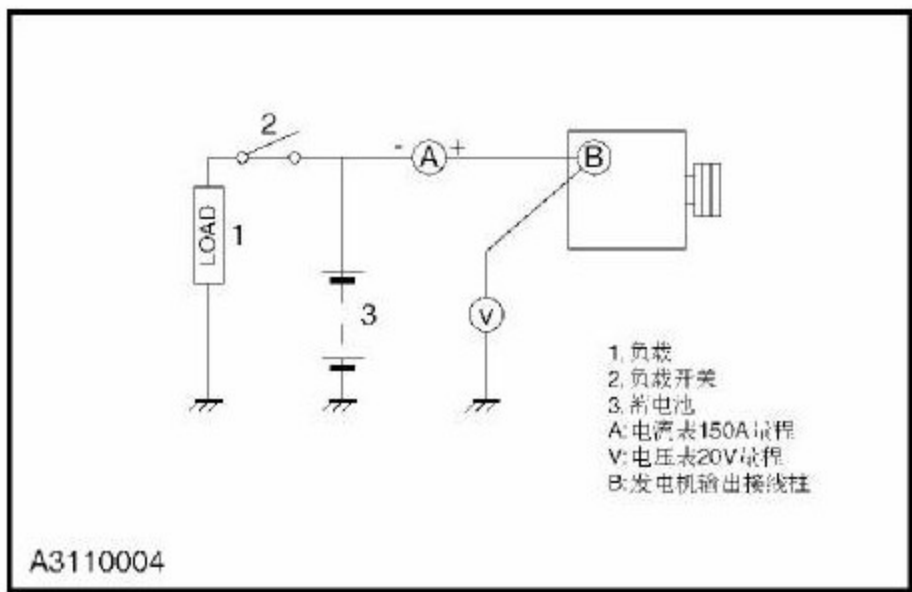 2
- A + B
LOAD 1
3
V
1, 负载
2, 负载开关
3, 蓄电池
A: 电流表150A量程
V: 电压表20V量程
B: 发电机输出接线柱
A3110004